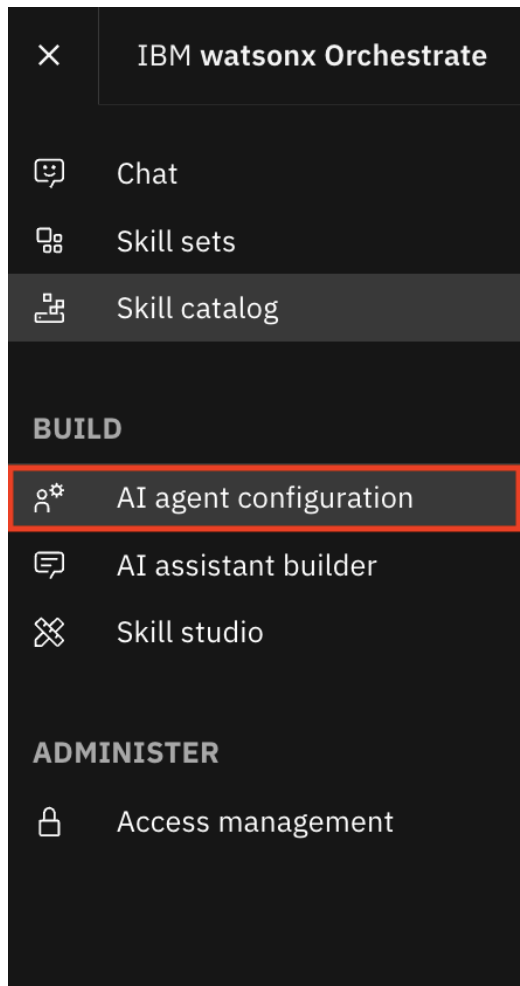 IBM watsonx Orchestrate
Chat
Skill sets
Skill catalog
BUILD
AI agent configuration
AI assistant builder
Skill studio
ADMINISTER
Access management